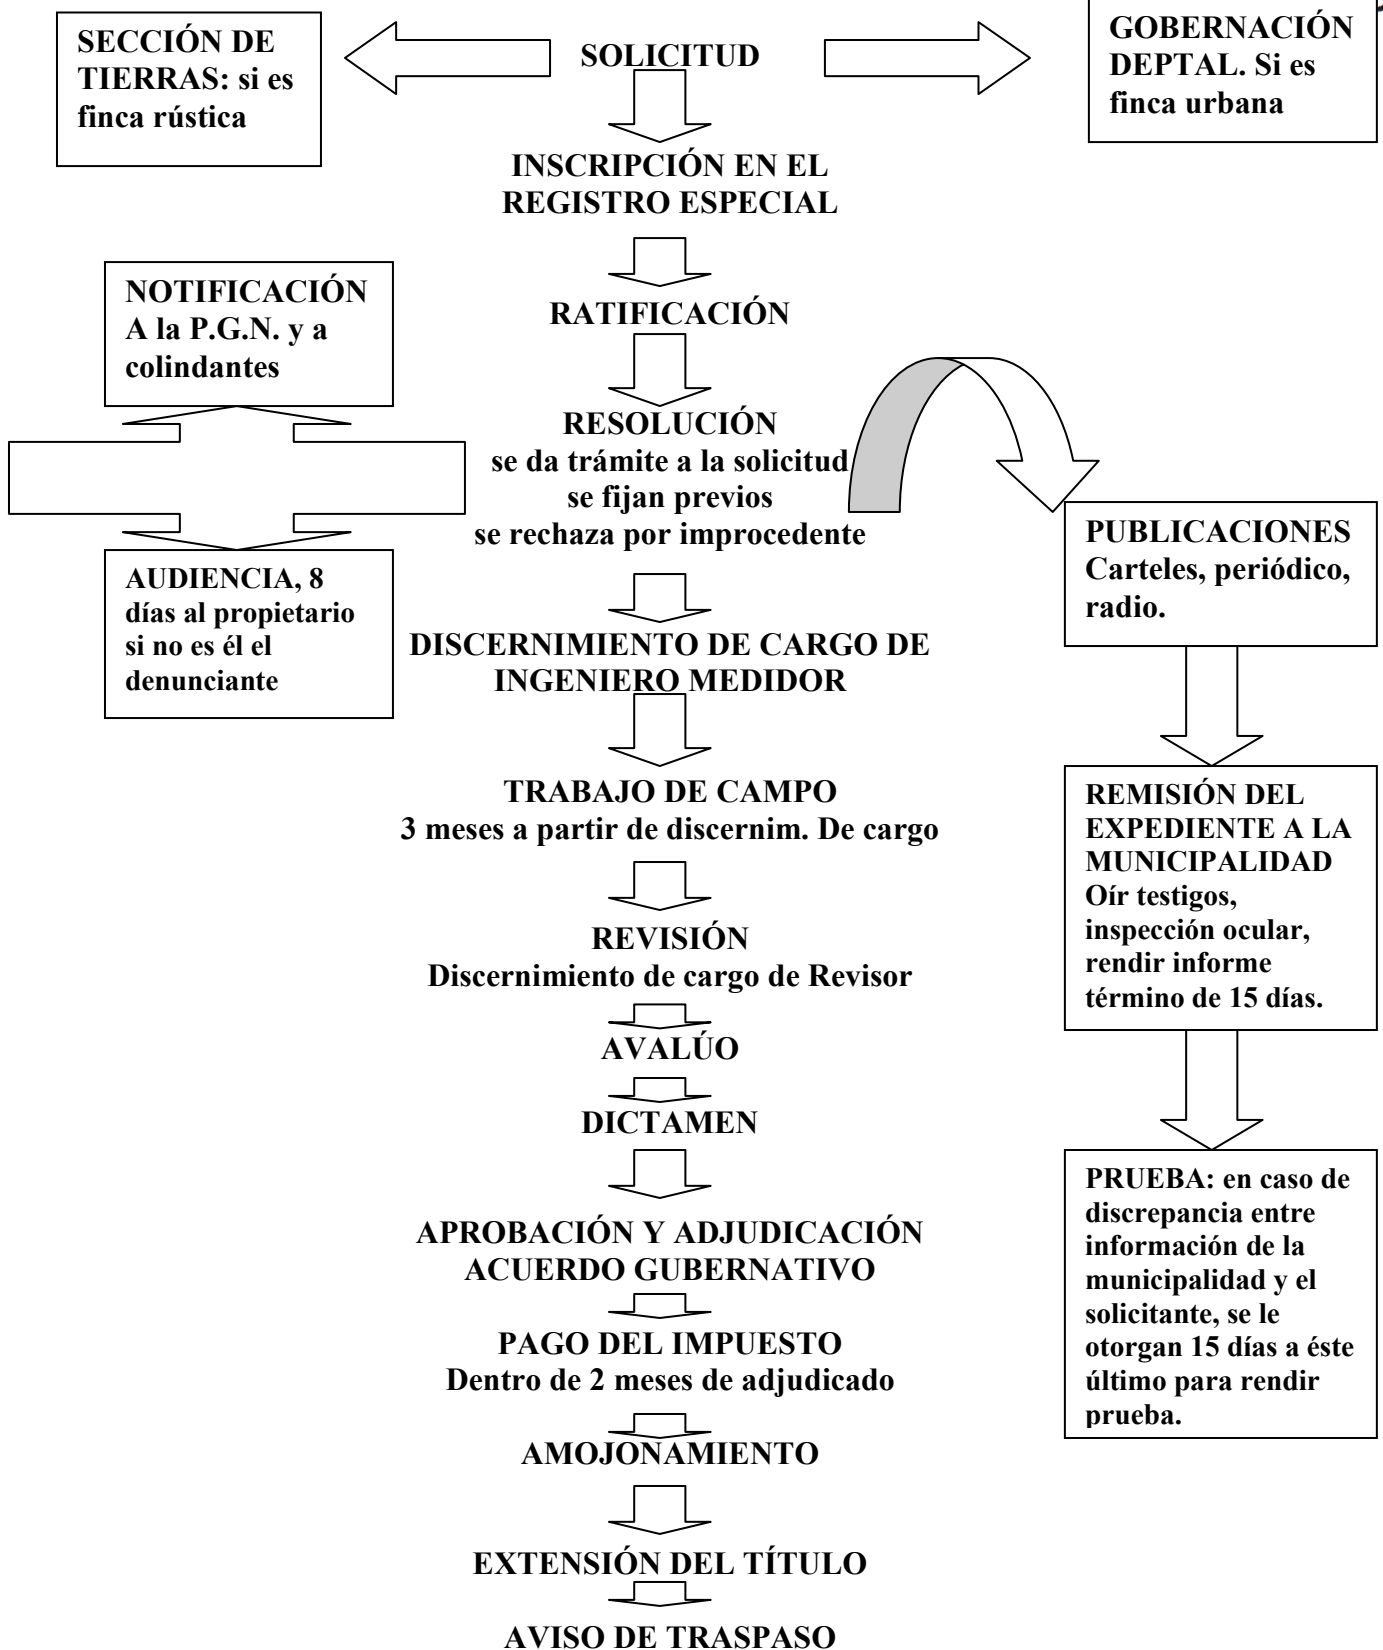 SECCIÓN DE
TIERRAS: si es
finca rústica
SOLICITUD
GOBERNACIÓN
DEPTAL. Si es
finca urbana
INSCRIPCIÓN EN EL
REGISTRO ESPECIAL
RATIFICACIÓN
NOTIFICACIÓN
A la P.G.N. y a
colindantes
RESOLUCIÓN
se da trámite a la solicitud
se fijan previos
se rechaza por improcedente
AUDIENCIA, 8
días al propietario
si no es él el
denunciante
PUBLICACIONES
Carteles, periódico,
radio.
DISCERNIMIENTO DE CARGO DE
INGENIERO MEDIDOR
TRABAJO DE CAMPO
3 meses a partir de discernim. De cargo
REMISIÓN DEL
EXPEDIENTE A LA
MUNICIPALIDAD
Oír testigos,
inspección ocular,
rendir informe
término de 15 días.
REVISIÓN
Discernimiento de cargo de Revisor
AVALÚO
DICTAMEN
PRUEBA: en caso de
discrepancia entre
información de la
municipalidad y el
solicitante, se le
otorgan 15 días a éste
último para rendir
prueba.
APROBACIÓN Y ADJUDICACIÓN
ACUERDO GUBERNATIVO
PAGO DEL IMPUESTO
Dentro de 2 meses de adjudicado
AMOJONAMIENTO
EXTENSIÓN DEL TÍTULO
AVISO DE TRASPASO